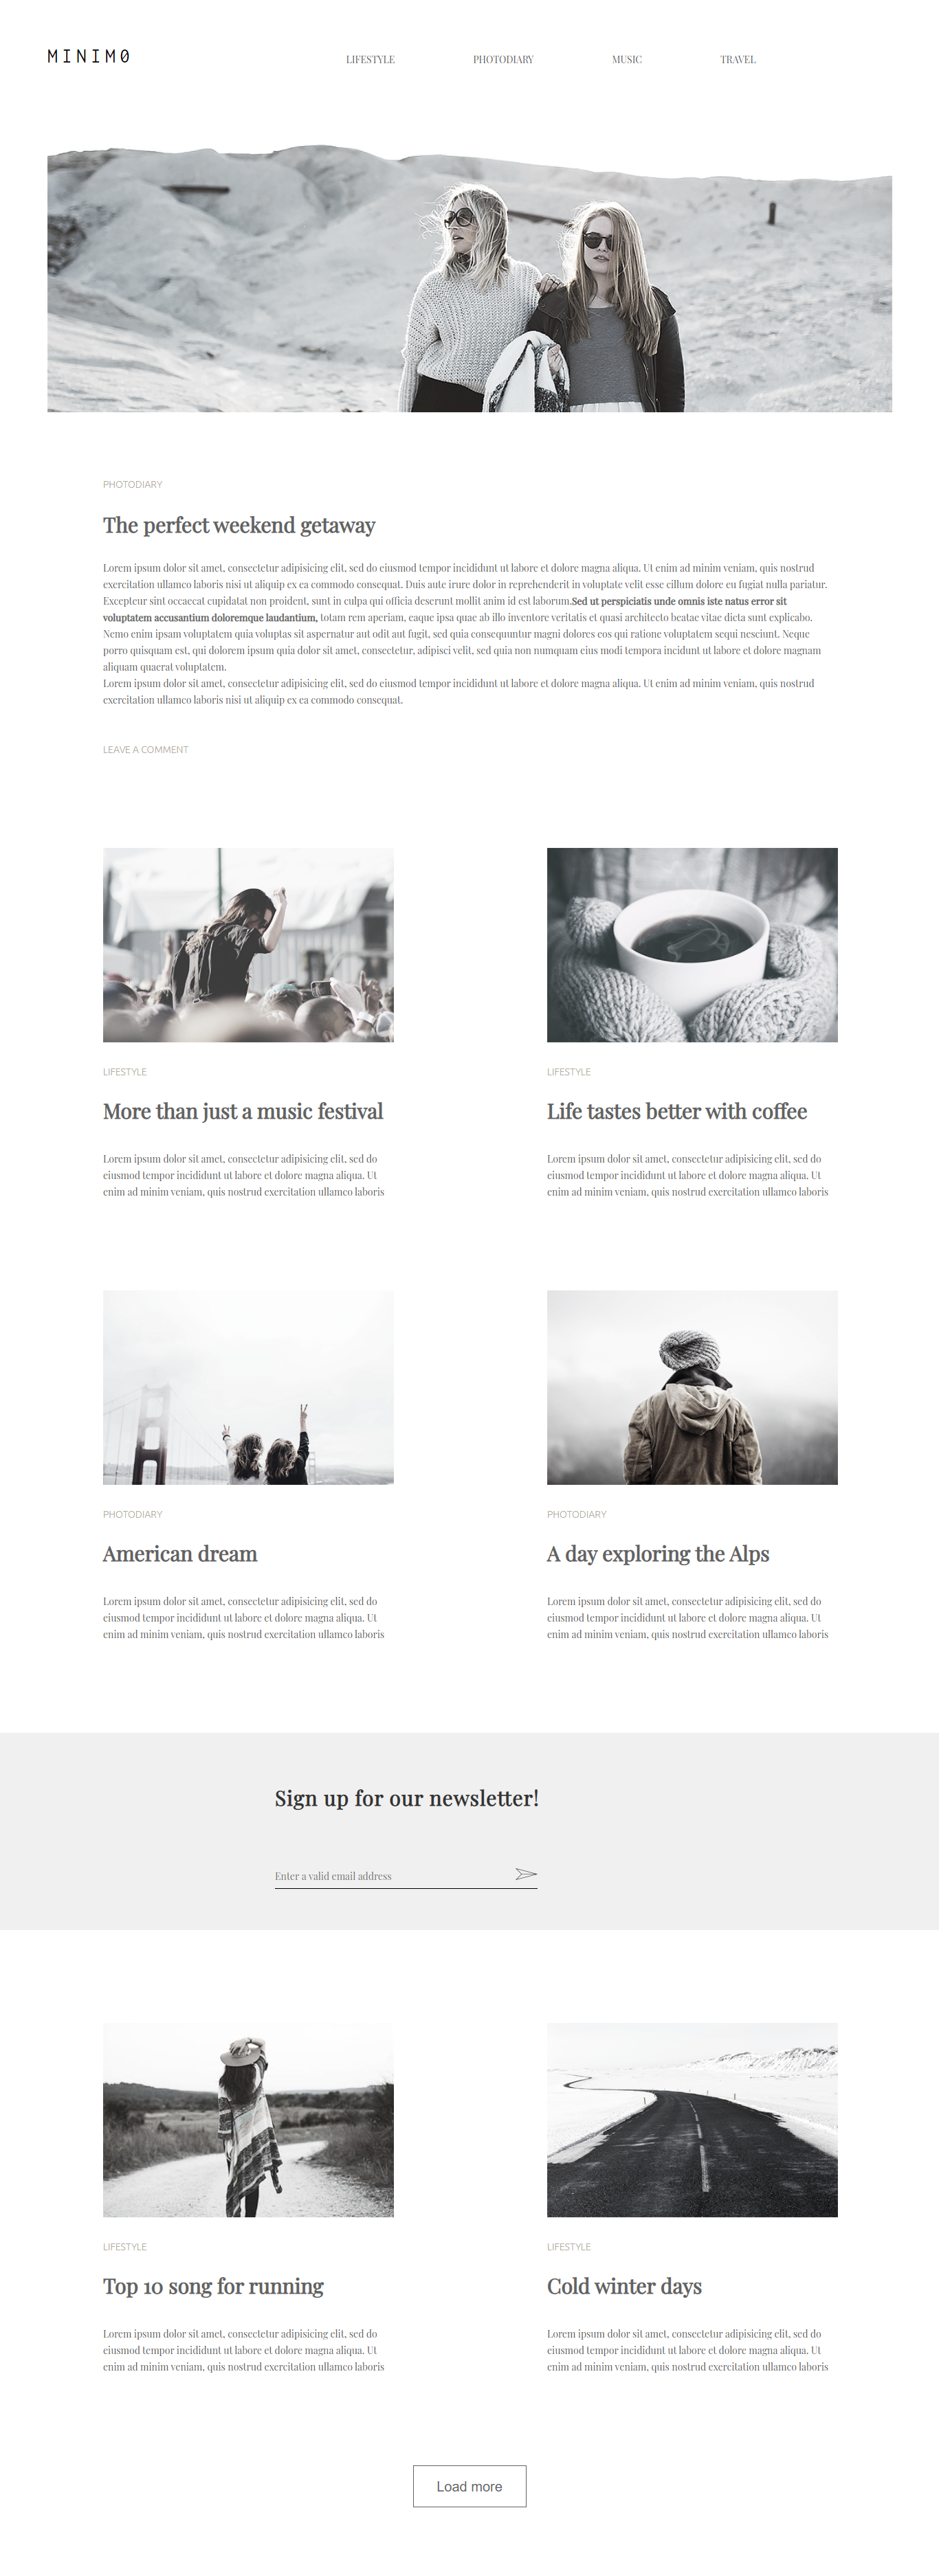 MINIM0
LIFESTYLE PHOTODIARY MUSIC TRAVEL
PHOTODIARY
The perfect weekend getaway
Lorem ipsum dolor sit amet, consectetur adipisicing elit, sed do eiusmod tempor incididunt ut labore et dolore magna aliqua. Ut enim ad minim veniam, quis nostrud
exercitation ullamco laboris nisi ut aliquip ex ea commodo consequat. Duis aute irure dolor in reprehenderit in voluptate velit esse cillum dolore eu fugiat nulla pariatur.
Excepteur sint occaecat cupidatat non proident, sunt in culpa qui officia deserunt mollit anim id est laborum.Sed ut perspiciatis unde omnis iste natus error sit
voluptatem accusantium doloremque laudantium, totam rem aperiam, eaque ipsa quae ab illo inventore veritatis et quasi architecto beatae vitae dicta sunt explicabo.
Nemo enim ipsam voluptatem quia voluptas sit aspernatur aut odit aut fugit, sed quia consequuntur magni dolores eos qui ratione voluptatem sequi nesciunt. Neque
porro quisquam est, qui dolorem ipsum quia dolor sit amet, consectetur, adipisci velit, sed quia non numquam eius modi tempora incidunt ut labore et dolore magnam
aliquam quaerat voluptatem.
Lorem ipsum dolor sit amet, consectetur adipisicing elit, sed do eiusmod tempor incididunt ut labore et dolore magna aliqua. Ut enim ad minim veniam, quis nostrud
exercitation ullamco laboris nisi ut aliquip ex ea commodo consequat.
LEAVE A COMMENT
LIFESTYLE
More than just a music festival
Lorem ipsum dolor sit amet, consectetur adipisicing elit, sed do
eiusmod tempor incididunt ut labore et dolore magna aliqua. Ut
enim ad minim veniam, quis nostrud exercitation ullamco laboris
LIFESTYLE
Life tastes better with coffee
Lorem ipsum dolor sit amet, consectetur adipisicing elit, sed do
eiusmod tempor incididunt ut labore et dolore magna aliqua. Ut
enim ad minim veniam, quis nostrud exercitation ullamco laboris
PHOTODIARY
American dream
Lorem ipsum dolor sit amet, consectetur adipisicing elit, sed do
eiusmod tempor incididunt ut labore et dolore magna aliqua. Ut
enim ad minim veniam, quis nostrud exercitation ullamco laboris
PHOTODIARY
A day exploring the Alps
Lorem ipsum dolor sit amet, consectetur adipisicing elit, sed do
eiusmod tempor incididunt ut labore et dolore magna aliqua. Ut
enim ad minim veniam, quis nostrud exercitation ullamco laboris
Sign up for our newsletter!
Enter a valid email address
LIFESTYLE
Top 10 song for running
Lorem ipsum dolor sit amet, consectetur adipisicing elit, sed do
eiusmod tempor incididunt ut labore et dolore magna aliqua. Ut
enim ad minim veniam, quis nostrud exercitation ullamco laboris
LIFESTYLE
Cold winter days
Lorem ipsum dolor sit amet, consectetur adipisicing elit, sed do
eiusmod tempor incididunt ut labore et dolore magna aliqua. Ut
enim ad minim veniam, quis nostrud exercitation ullamco laboris
Load more